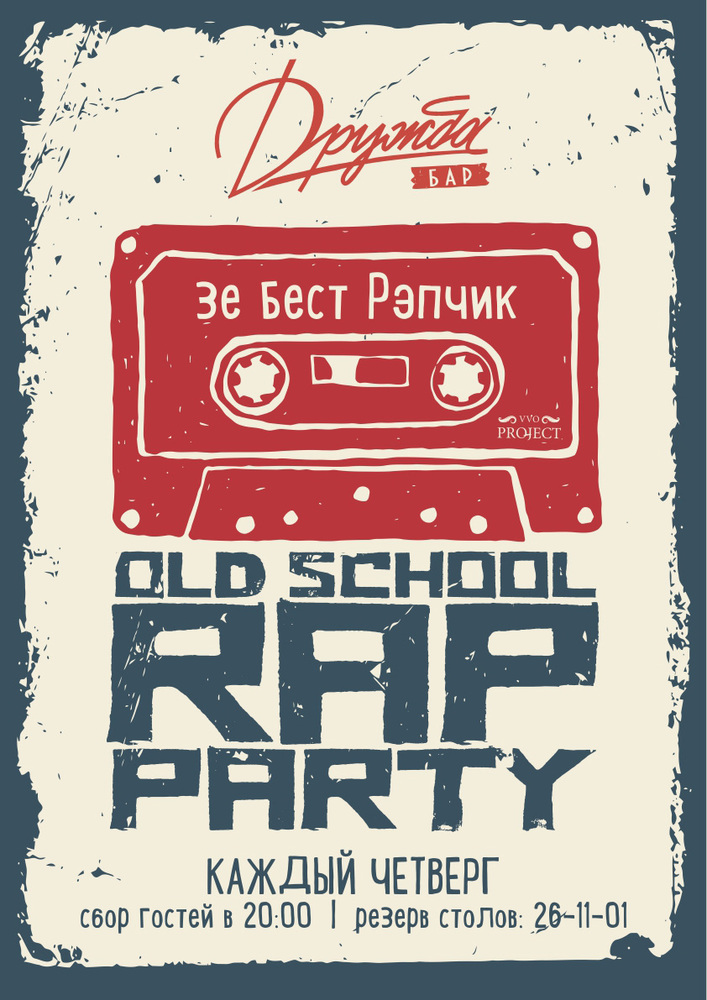 Dружба
БАР
Зе Бест Рэпчик
VVO
PROJECT
OLD SCHOOL
RAP
PARTY
КАЖДЫЙ ЧЕТВЕРГ
сбор гостей в 20:00 | резерв столов: 26-11-01